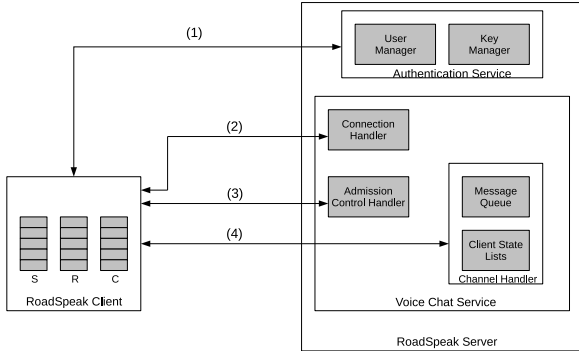 (1)
User
Manager
Key
Manager
Authentication Service
(2)
Connection
Handler
(3)
Admission
Control Handler
Message
Queue
(4)
Client State
Lists
Channel Handler
S
R
C
RoadSpeak Client
Voice Chat Service
RoadSpeak Server